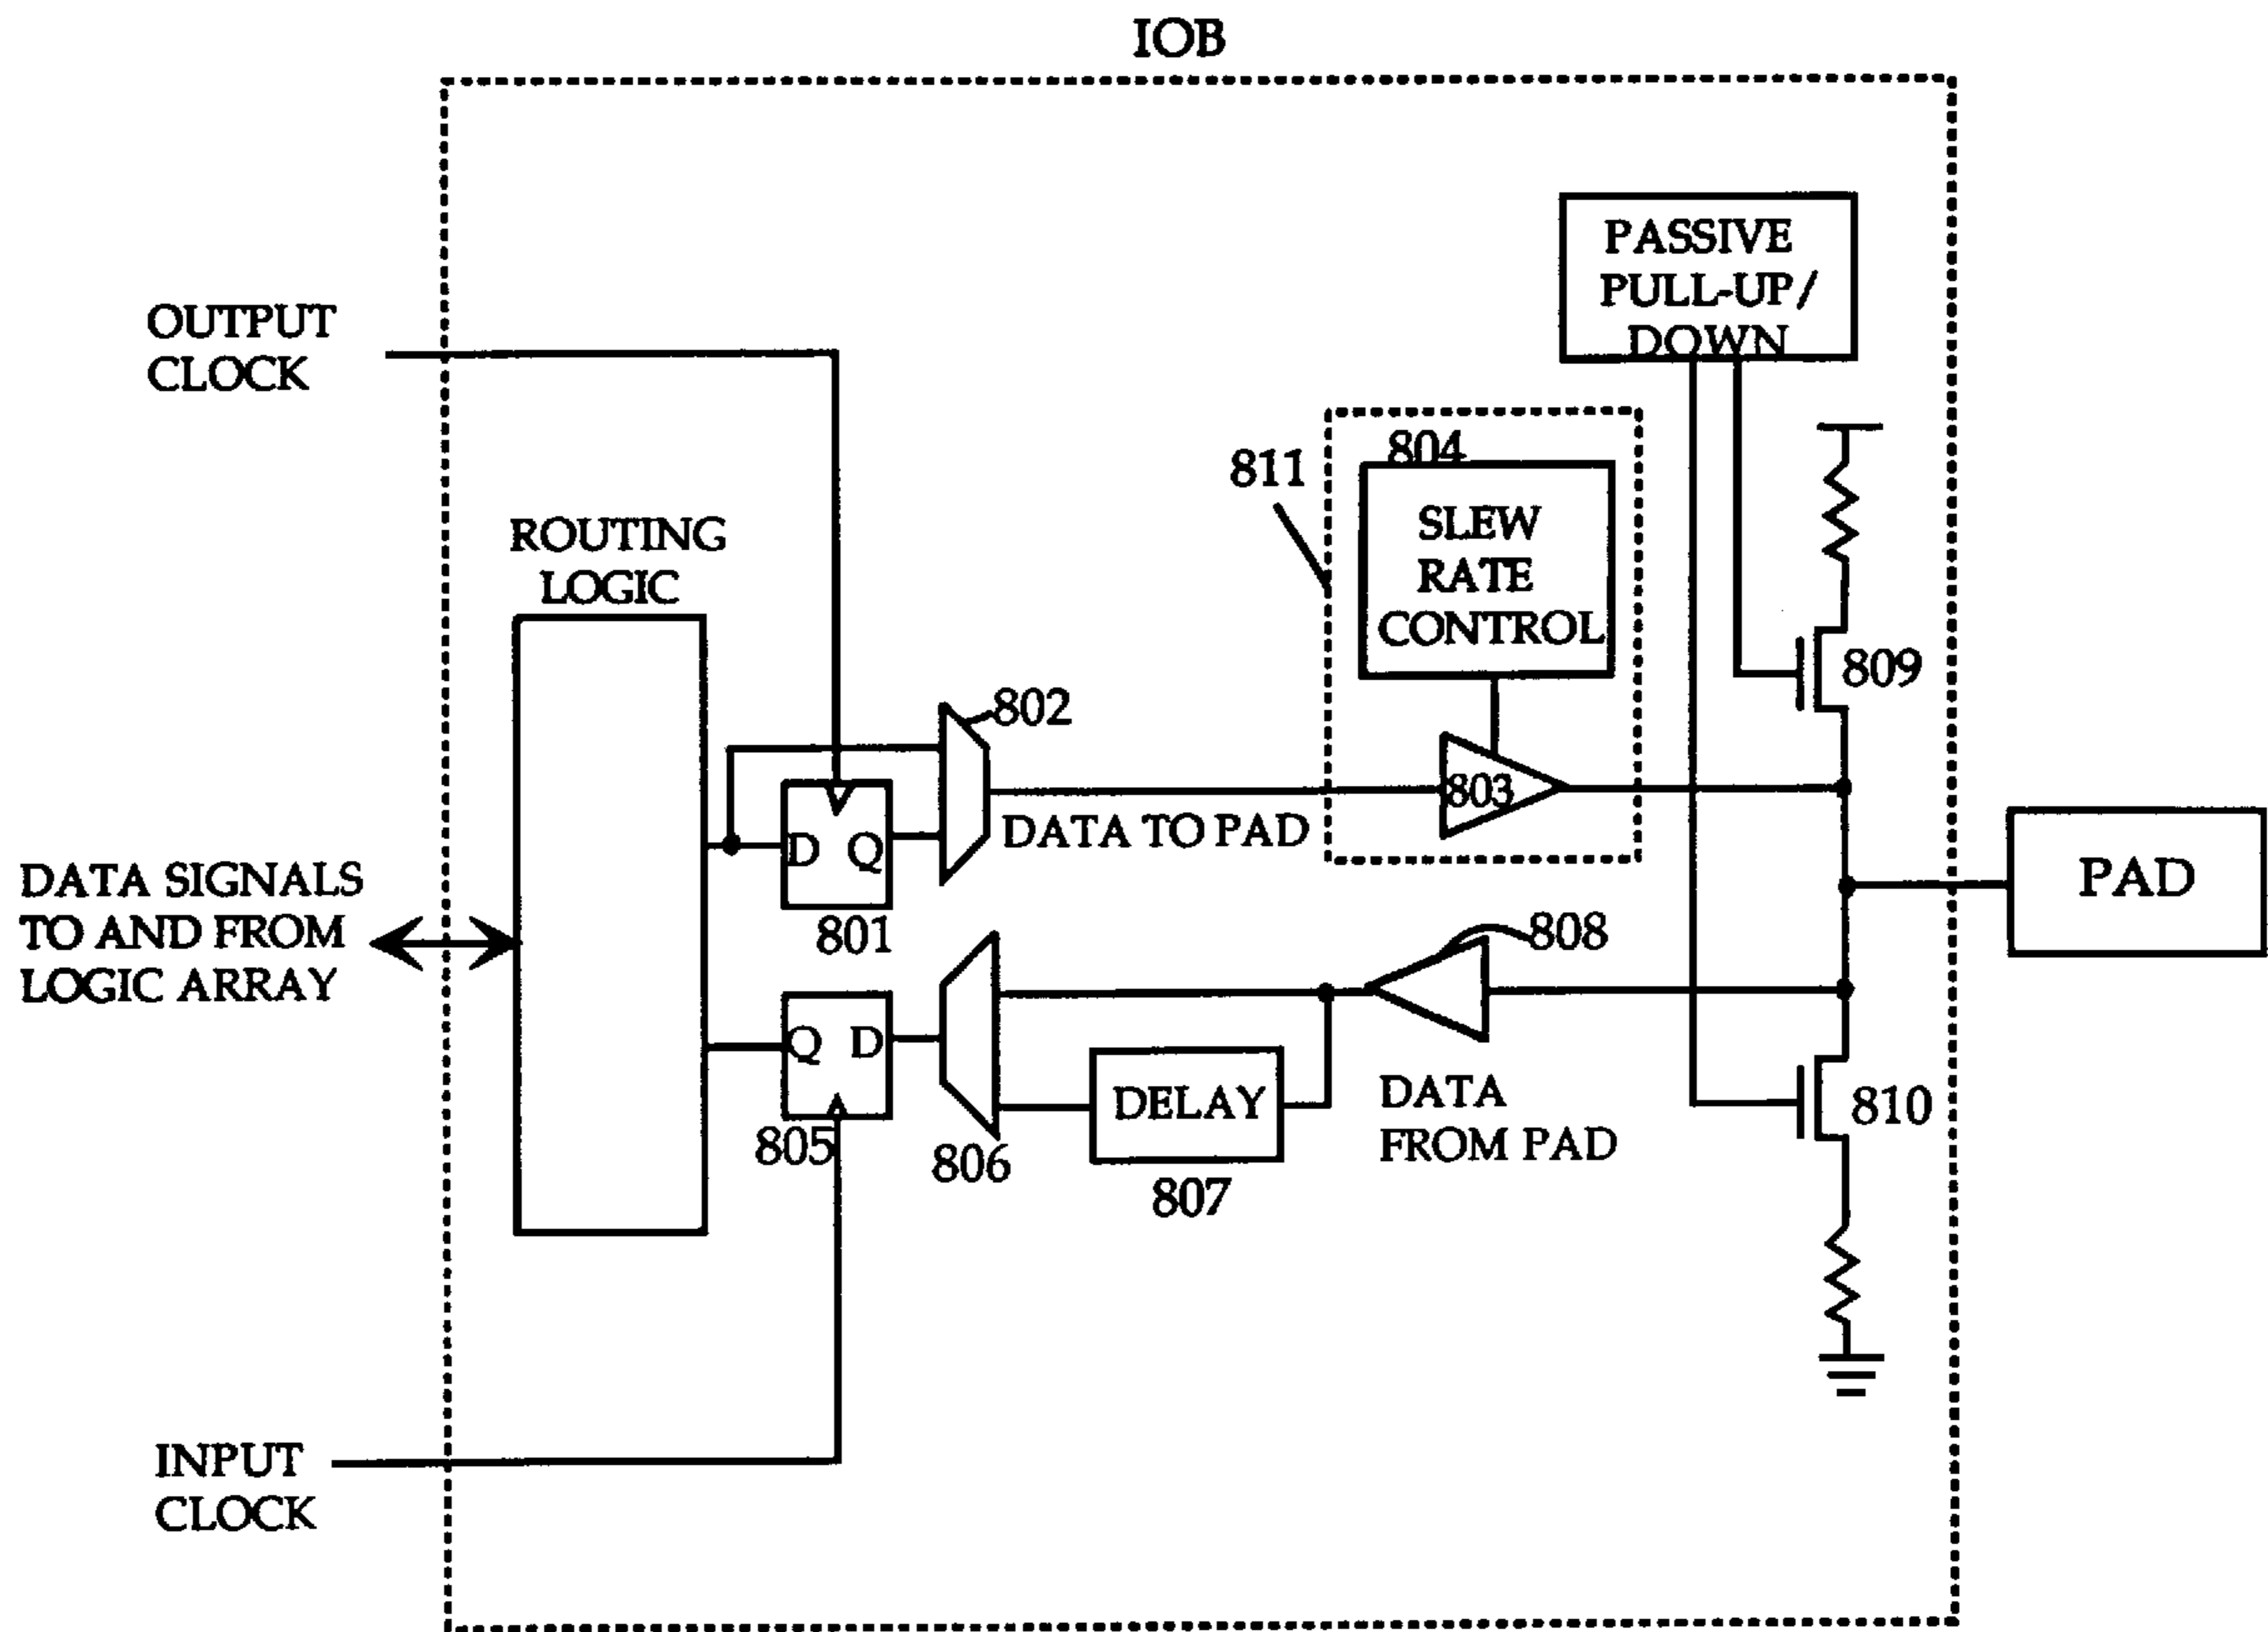 IOB
PASSIVE
PULL-UP/
DOWN
OUTPUT
CLOCK
804
811
SLEW
RATE
CONTROL
ROUTING
LOGIC
809
802
803
DATA TO PAD
D Q
801
PAD
DATA SIGNALS
TO AND FROM
LOGIC ARRAY
808
Q D
805
806
DELAY
807
DATA
FROM PAD
810
INPUT
CLOCK